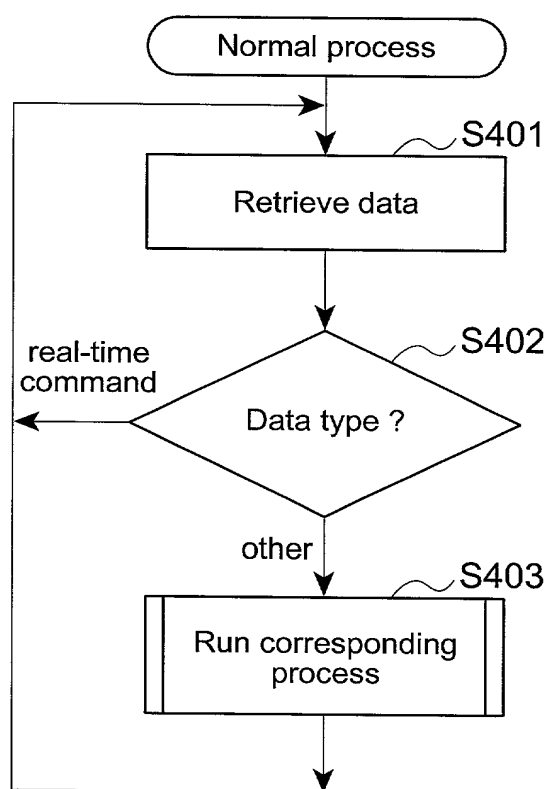 Normal process
S401
Retrieve data
S402
real-time
command
Data type ?
other
S403
Run corresponding
process